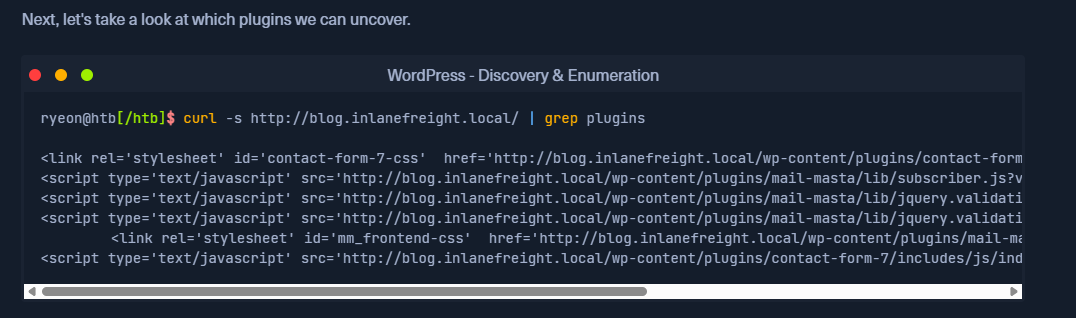 Next, let's take a look at which plugins we can uncover.
WordPress - Discovery & Enumeration
ryeon@htb[/htb]$ curl -s http://blog.inlanefreight.local/ | grep plugins
<link rel='stylesheet' id='contact-form-7-css'  href='http://blog.inlanefreight.local/wp-content/plugins/contact-form
<script type='text/javascript' src='http://blog.inlanefreight.local/wp-content/plugins/mail-masta/lib/subscriber.js?v
<script type='text/javascript' src='http://blog.inlanefreight.local/wp-content/plugins/mail-masta/lib/jquery.validati
<script type='text/javascript' src='http://blog.inlanefreight.local/wp-content/plugins/mail-masta/lib/jquery.validati
<link rel='stylesheet' id='mm_frontend-css'  href='http://blog.inlanefreight.local/wp-content/plugins/mail-ma
<script type='text/javascript' src='http://blog.inlanefreight.local/wp-content/plugins/contact-form-7/includes/js/ind